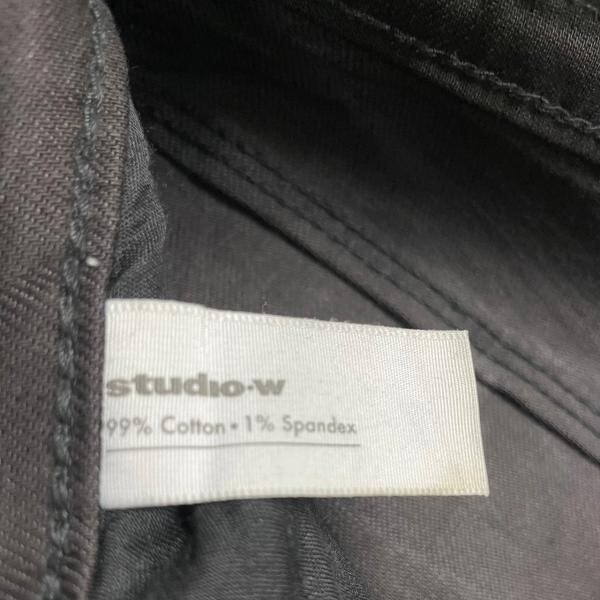 studio·w
99% Cotton • 1% Spandex